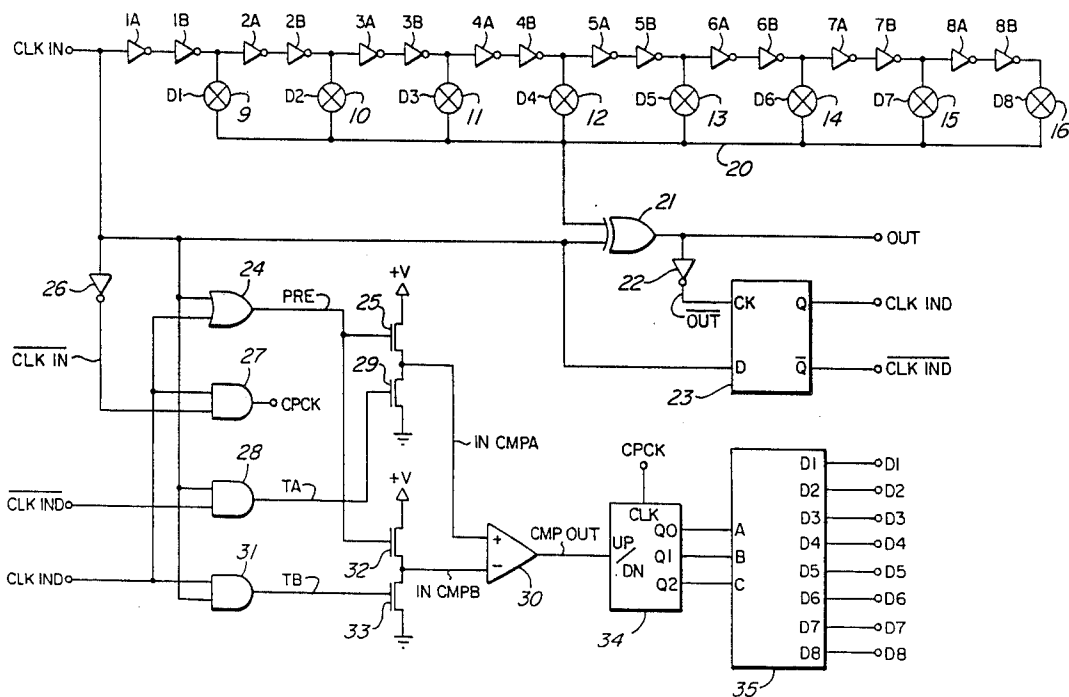 1A 1B 2A 2B 3A 3B 4A 4B 5A 5B 6A 6B 7A 7B 8A 8B
CLK IN
D1 D2 D3 D4 D5 D6 D7 D8
9 10 11 12 13 14 15 16
20
21
OUT
26
24
PRE
+V
25
22
CK Q
CLK IND
OUT
CLK IN
27
29
D Q
CLK IND
23
CPCK
IN CMPA
28
CPCK
D1 D1
CLK IND
TA
+V
D2 D2
CLK
Q0 A
D3 D3
31
+
CMP OUT
UP
/DN
Q1 B
D4 D4
32
-
CLK IND
TB
IN CMPB
30
Q2 C
D5 D5
D6 D6
33
34
D7 D7
D8 D8
35